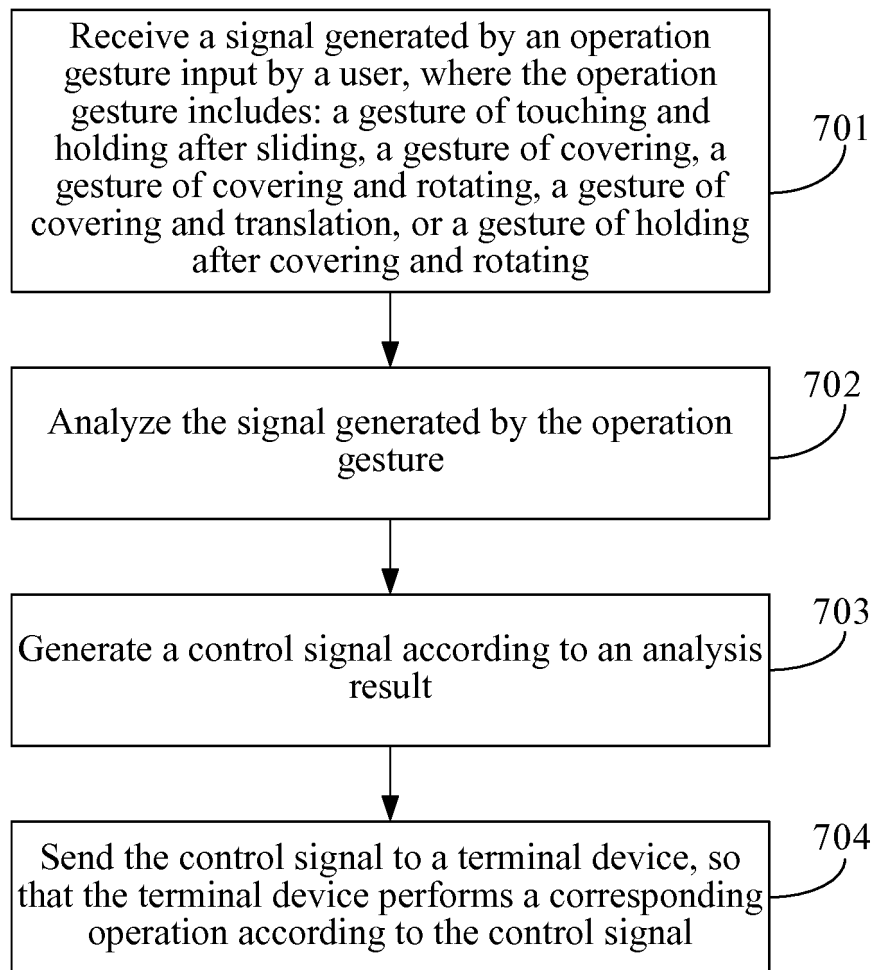 Receive a signal generated by an operation
gesture input by a user, where the operation
gesture includes: a gesture of touching and
holding after sliding, a gesture of covering, a
gesture of covering and rotating, a gesture of
covering and translation, or a gesture of holding
after covering and rotating
701
Analyze the signal generated by the operation
gesture
702
Generate a control signal according to an analysis
result
703
Send the control signal to a terminal device, so
that the terminal device performs a corresponding
operation according to the control signal
704